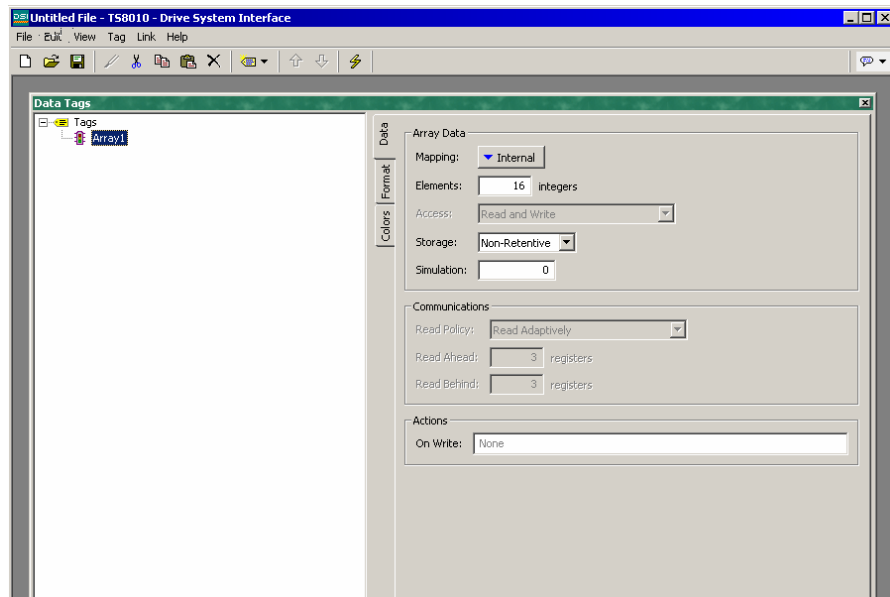 DSI Untitled File - TS8010 - Drive System Interface
File Edit View Tag Link Help
Data Tags
Tags
Array1
Data
Format
Colors
Array Data
Mapping: Internal
Elements: 16 integers
Access: Read and Write
Storage: Non-Retentive
Simulation: 0
Communications
Read Policy: Read Adaptively
Read Ahead: 3 registers
Read Behind: 3 registers
Actions
On Write: None